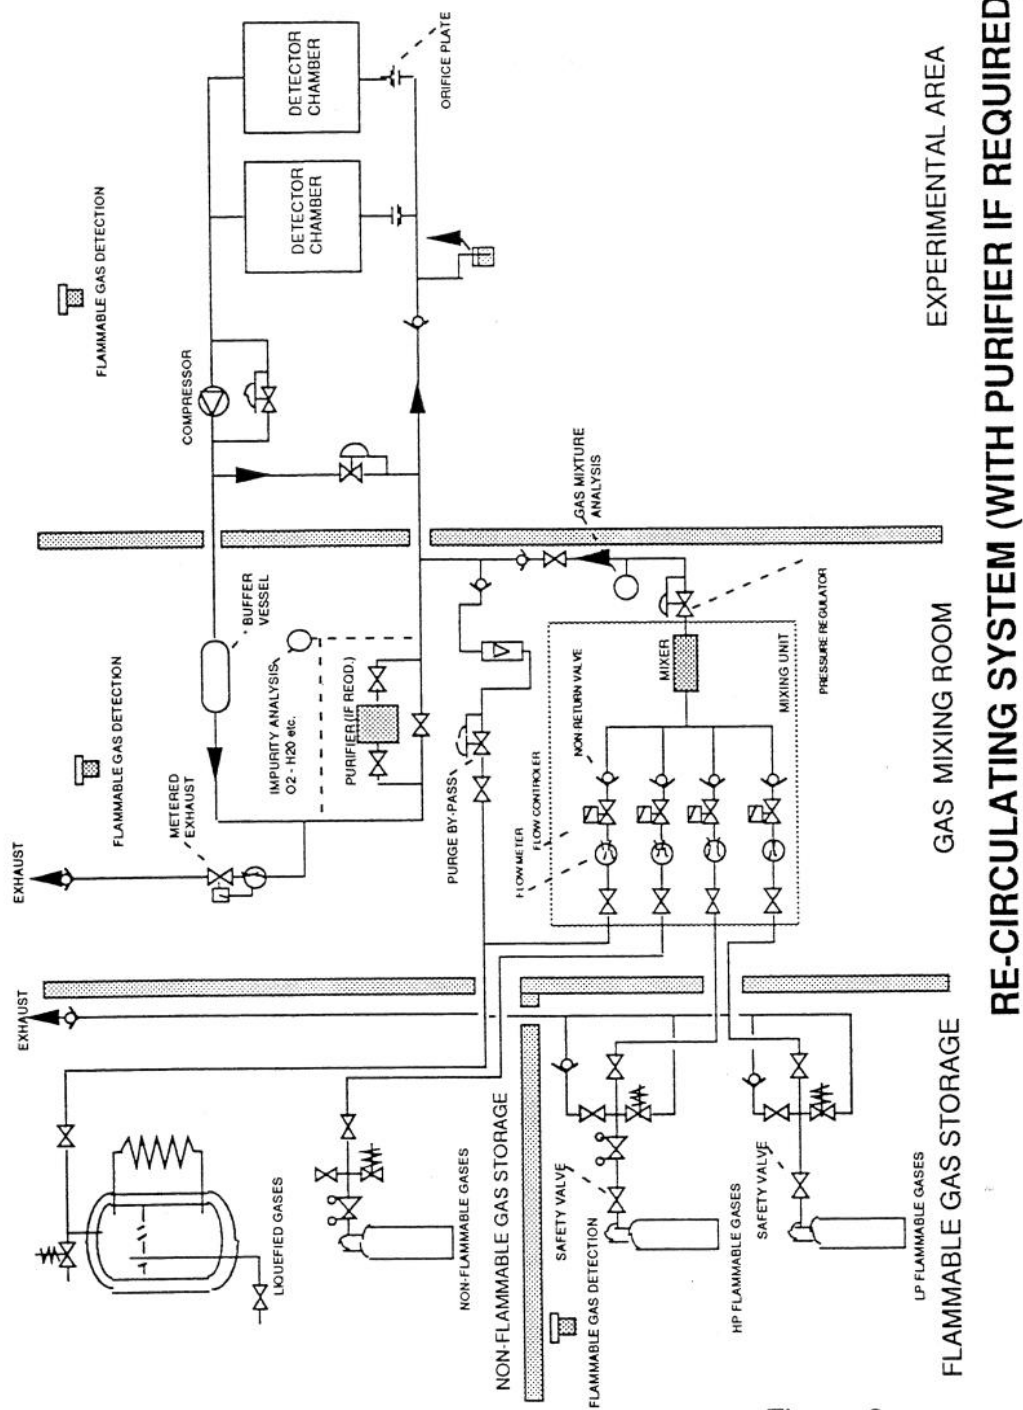 RE-CIRCULATING SYSTEM (WITH PURIFIER IF REQUIRED
EXPERIMENTAL AREA
GAS MIXING ROOM
FLAMMABLE GAS STORAGE
NON-FLAMMABLE GAS STORAGE
EXHAUST
EXHAUST
METERED
EXHAUST
FLAMMABLE GAS DETECTION
FLAMMABLE GAS DETECTION
BUFFER
VESSEL
COMPRESSOR
DETECTOR
CHAMBER
DETECTOR
CHAMBER
ORIFICE PLATE
IMPURITY ANALYSIS
O2 - H20 etc.
PURIFIER (IF REQD.)
PURGE BY-PASS
GAS MIXTURE
ANALYSIS
FLOW METER
FLOW CONTROLER
NON-RETURN VALVE
MIXER
MIXING UNIT
PRESSURE REGULATOR
LIQUEFIED GASES
NON-FLAMMABLE GASES
SAFETY VALVE
FLAMMABLE GAS DETECTION
HP FLAMMABLE GASES
SAFETY VALVE
LP FLAMMABLE GASES